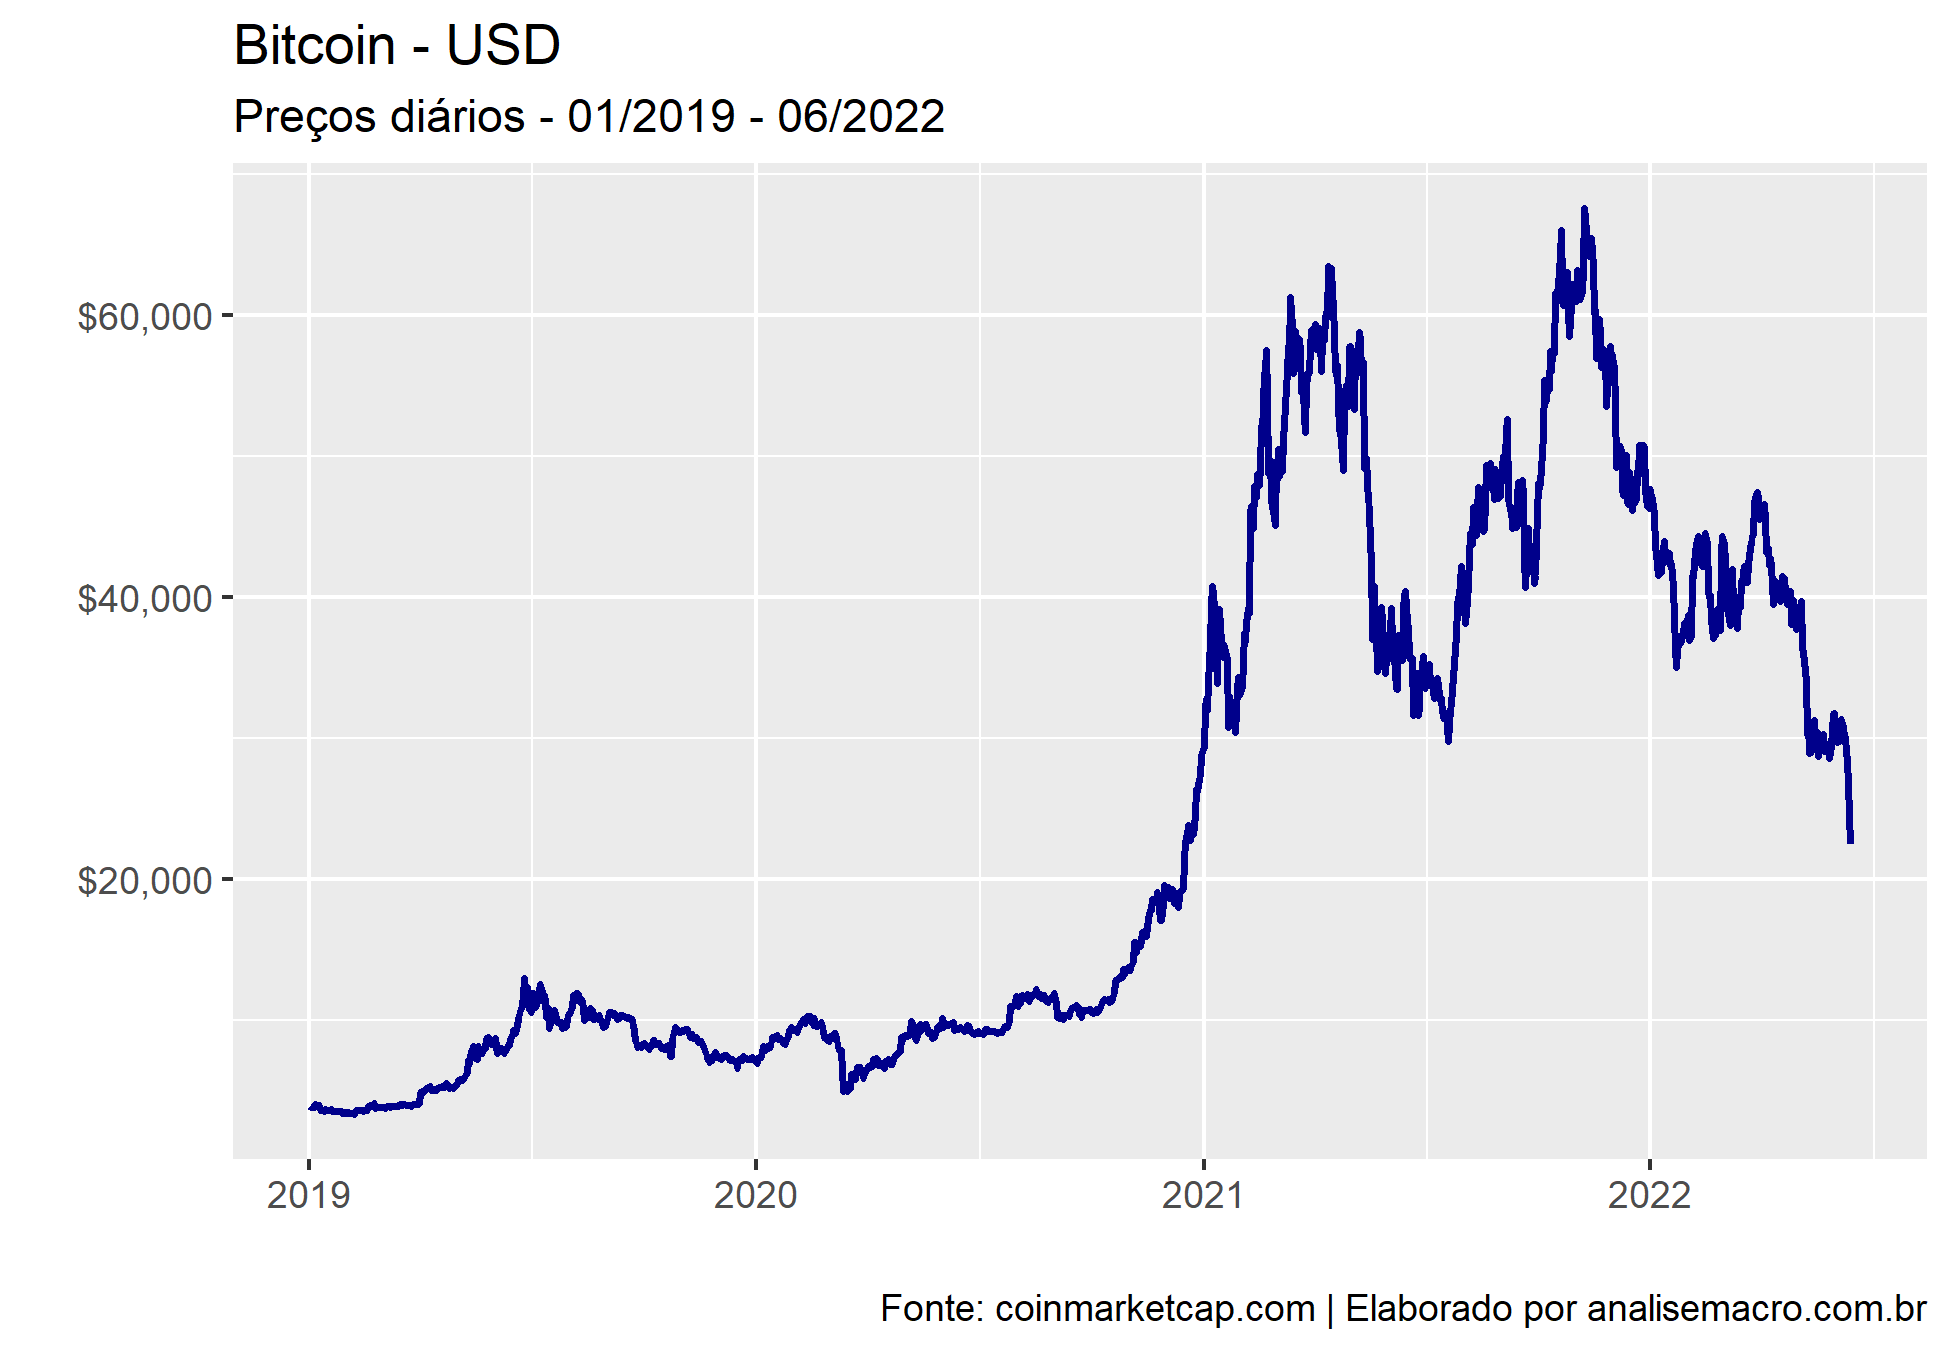 Bitcoin - USD
Preços diários - 01/2019 - 06/2022
$60,000
$40,000
$20,000
2019
2020
2021
2022
Fonte: coinmarketcap.com | Elaborado por analisemacro.com.br